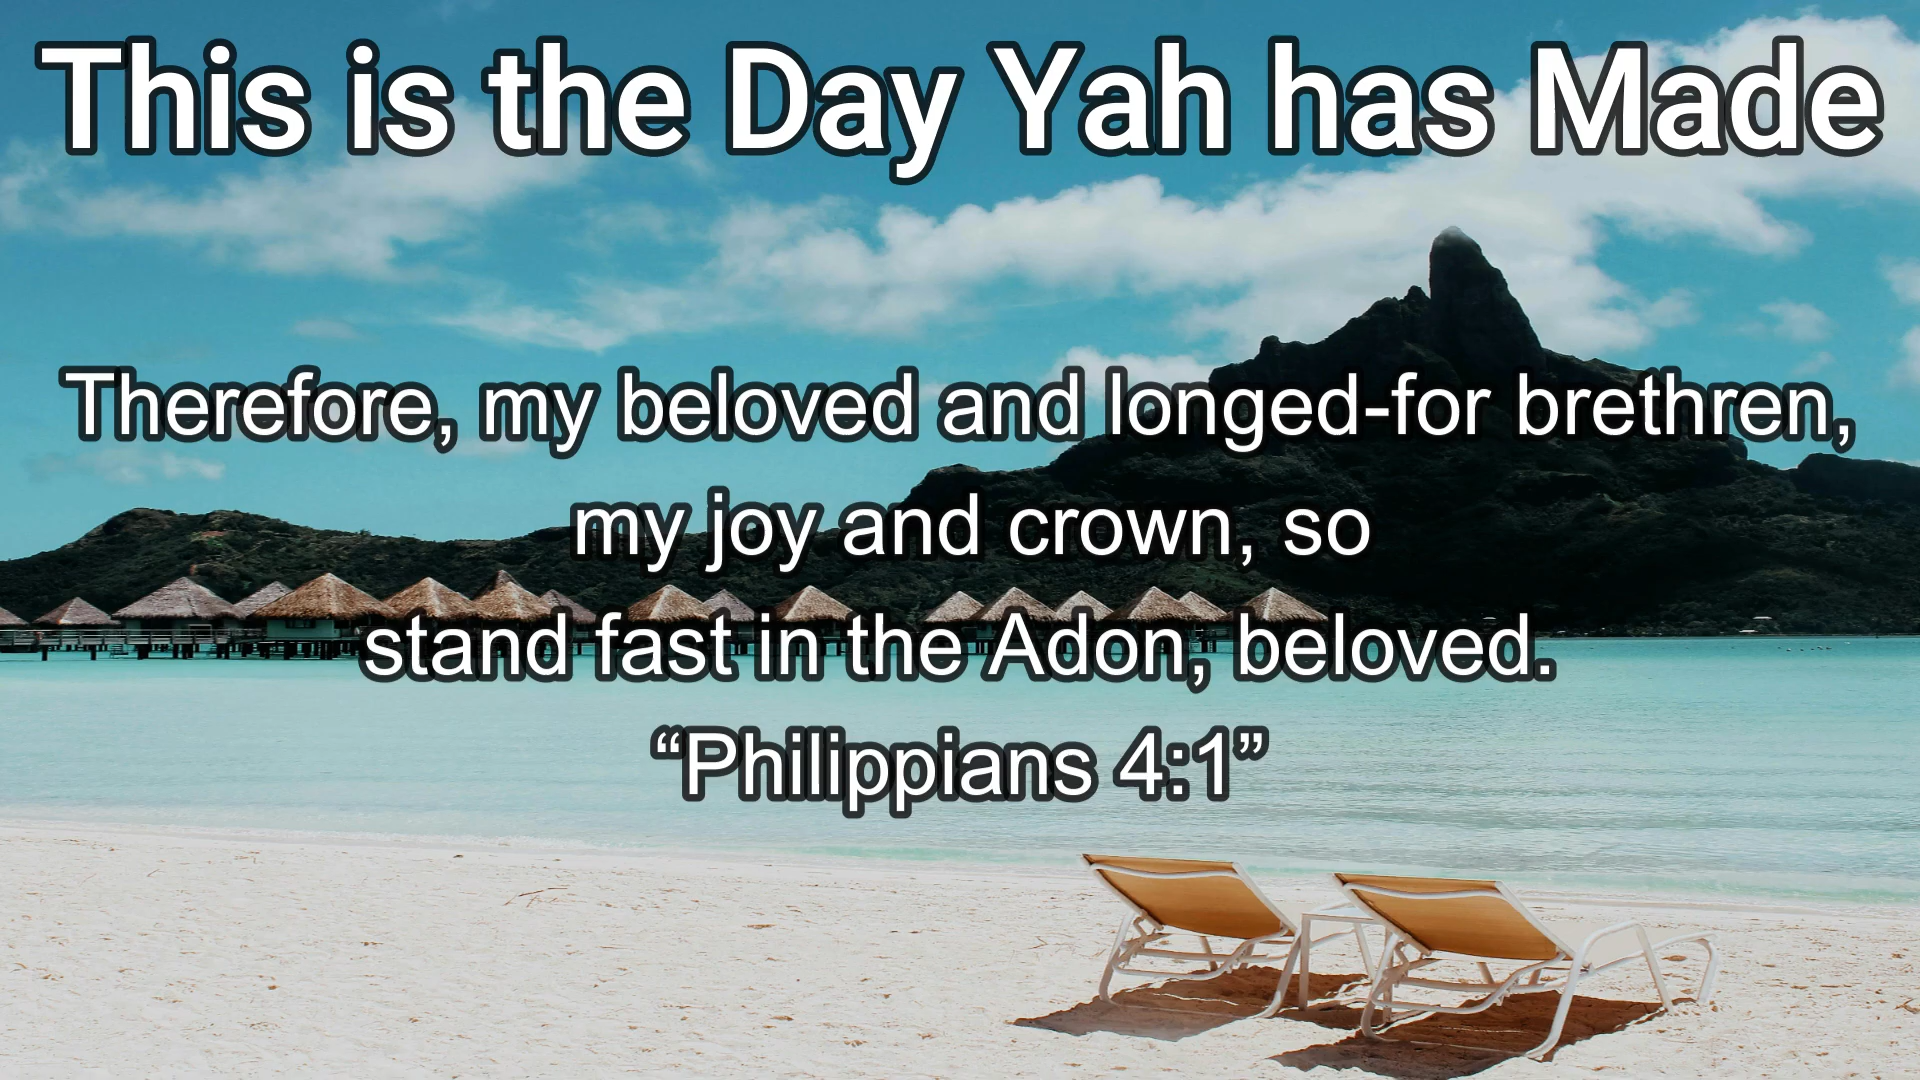 This is the Day Yah has Made
Therefore, my beloved and longed-for brethren,
my joy and crown, so
stand fast in the Adon, beloved.
“Philippians 4:1”